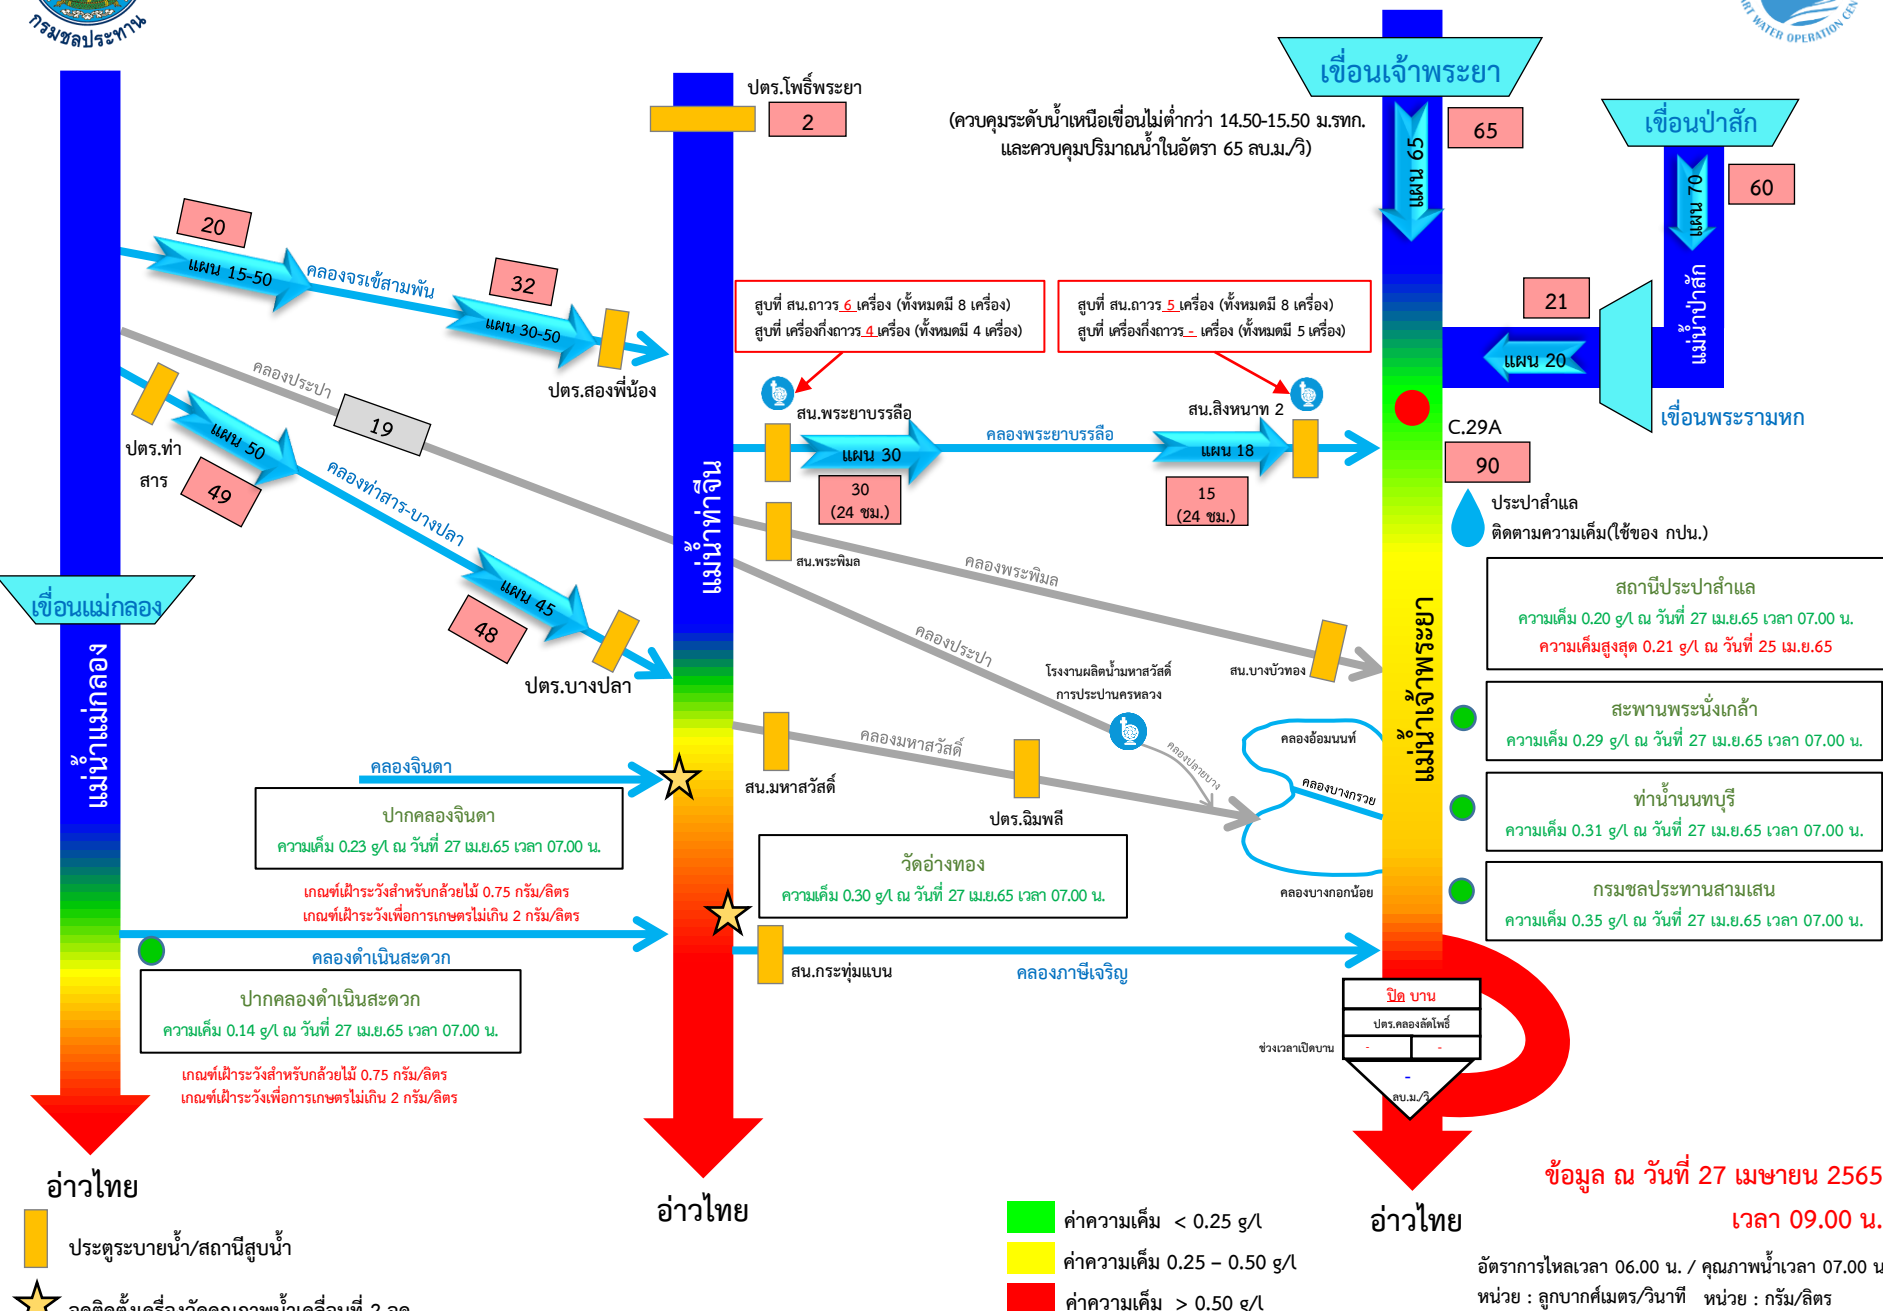 กรมชลประทาน
ART WATER OPERATION CEN
เขื่อนเจ้าพระยา
(ควบคุมระดับน้ำเหนือเขื่อนไม่ต่ำกว่า 14.50-15.50 ม.รทก.
และควบคุมปริมาณน้ำในอัตรา 65 ลบ.ม./วิ)
แผน 65
65
เขื่อนป่าสัก
แผน 70
60
แม่น้ำป่าสัก
21
แผน 20
เขื่อนพระรามหก
ปตร.โพธิ์พระยา
2
20
แผน 15-50
คลองจรเข้สามพัน
32
แผน 30-50
ปตร.สองพี่น้อง
คลองประปา
19
ปตร.ท่า
สาร
แผน 50
49
คลองท่าสาร-บางปลา
แผน 45
48
ปตร.บางปลา
สูบที่ สน.ถาวร 6 เครื่อง (ทั้งหมดมี 8 เครื่อง)
สูบที่ เครื่องกึ่งถาวร 4 เครื่อง (ทั้งหมดมี 4 เครื่อง)
สูบที่ สน.ถาวร 5 เครื่อง (ทั้งหมดมี 8 เครื่อง)
สูบที่ เครื่องกึ่งถาวร - เครื่อง (ทั้งหมดมี 5 เครื่อง)
สน.พระยาบรรลือ
แผน 30
30
(24 ชม.)
คลองพระยาบรรลือ
สน.สิงหนาท 2
แผน 18
15
(24 ชม.)
C.29A
90
ประปาสำแล
ติดตามความเค็ม(ใช้ของ กปน.)
แม่น้ำท่าจีน
สน.พระพิมล
คลองพระพิมล
สน.บางบัวทอง
คลองประปา
โรงงานผลิตน้ำมหาสวัสดิ์
การประปานครหลวง
คลองปลายบาง
แม่น้ำเจ้าพระยา
สถานีประปาสำแล
ความเค็ม 0.20 g/l ณ วันที่ 27 เม.ย.65 เวลา 07.00 น.
ความเค็มสูงสุด 0.21 g/l ณ วันที่ 25 เม.ย.65
สะพานพระนั่งเกล้า
ความเค็ม 0.29 g/l ณ วันที่ 27 เม.ย.65 เวลา 07.00 น.
ท่าน้ำนนทบุรี
ความเค็ม 0.31 g/l ณ วันที่ 27 เม.ย.65 เวลา 07.00 น.
กรมชลประทานสามเสน
ความเค็ม 0.35 g/l ณ วันที่ 27 เม.ย.65 เวลา 07.00 น.
เขื่อนแม่กลอง
แม่น้ำแม่กลอง
คลองจินดา
ปากคลองจินดา
ความเค็ม 0.23 g/l ณ วันที่ 27 เม.ย.65 เวลา 07.00 น.
เกณฑ์เฝ้าระวังสำหรับกล้วยไม้ 0.75 กรัม/ลิตร
เกณฑ์เฝ้าระวังเพื่อการเกษตรไม่เกิน 2 กรัม/ลิตร
สน.มหาสวัสดิ์
คลองมหาสวัสดิ์
ปตร.ฉิมพลี
คลองอ้อมนนท์
คลองบางกรวย
คลองบางกอกน้อย
วัดอ่างทอง
ความเค็ม 0.30 g/l ณ วันที่ 27 เม.ย.65 เวลา 07.00 น.
คลองดำเนินสะดวก
ปากคลองดำเนินสะดวก
ความเค็ม 0.14 g/l ณ วันที่ 27 เม.ย.65 เวลา 07.00 น.
เกณฑ์เฝ้าระวังสำหรับกล้วยไม้ 0.75 กรัม/ลิตร
เกณฑ์เฝ้าระวังเพื่อการเกษตรไม่เกิน 2 กรัม/ลิตร
สน.กระทุ่มแบน
คลองภาษีเจริญ
ปิด บาน
ปตร.คลองลัดโพธิ์
ช่วงเวลาเปิดบาน - -
-
ลบ.ม./วิ
อ่าวไทย
อ่าวไทย
อ่าวไทย
ข้อมูล ณ วันที่ 27 เมษายน 2565
เวลา 09.00 น.
อัตราการไหลเวลา 06.00 น. / คุณภาพน้ำเวลา 07.00 น
หน่วย : ลูกบาศก์เมตร/วินาที หน่วย : กรัม/ลิตร
ประตูระบายน้ำ/สถานีสูบน้ำ
จุดติดตั้งเครื่องวัดคุณภาพน้ำเคลื่อนที่ 2 จุด
ค่าความเค็ม < 0.25 g/l
ค่าความเค็ม 0.25 – 0.50 g/l
ค่าความเค็ม > 0.50 g/l